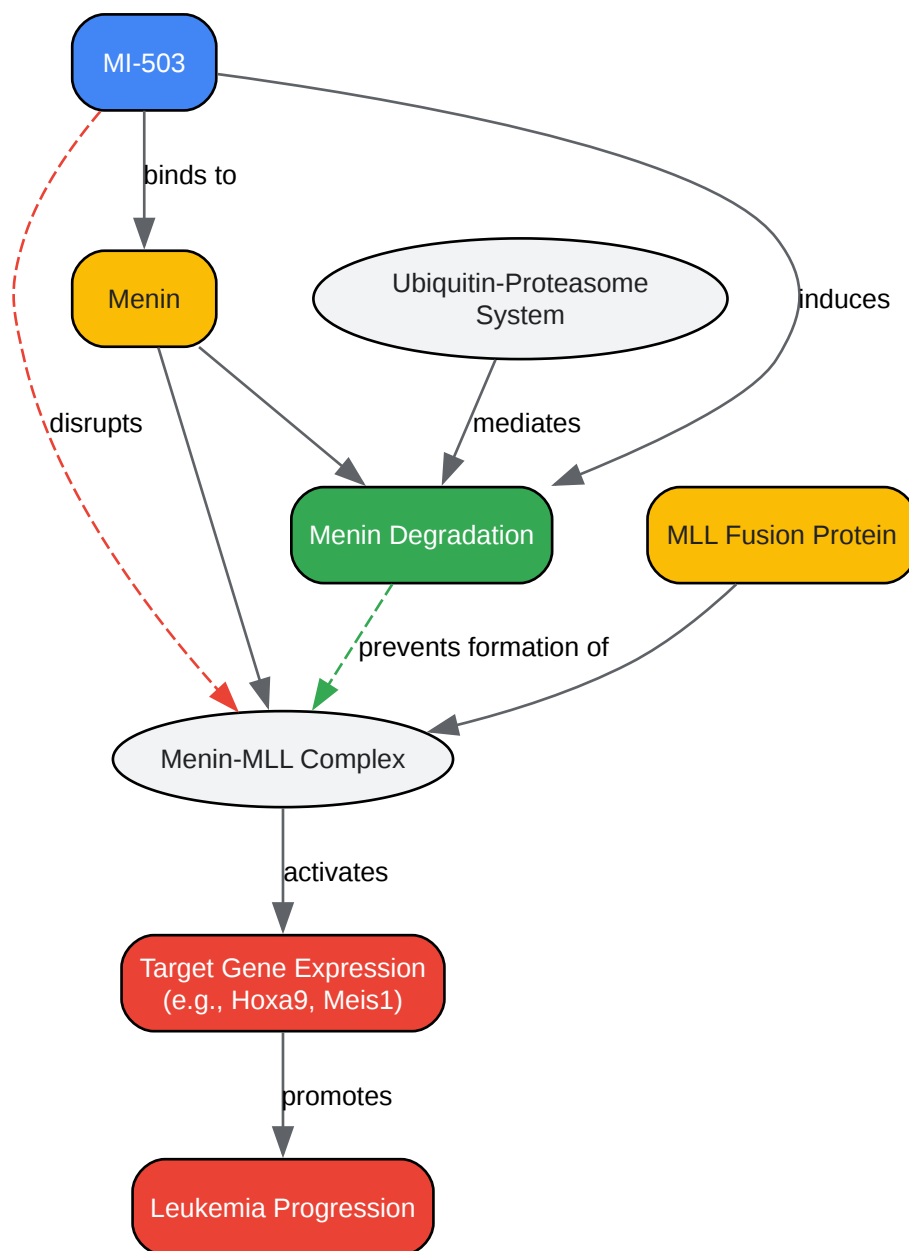 MI-503
binds to
Menin
Ubiquitin-Proteasome
System
induces
disrupts
mediates
Menin Degradation
MLL Fusion Protein
prevents formation of
Menin-MLL Complex
activates
Target Gene Expression
(e.g., Hoxa9, Meis1)
promotes
Leukemia Progression